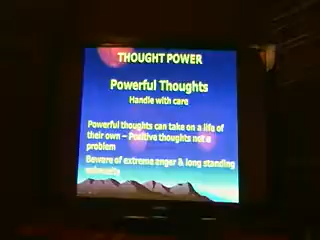 THOUGHT POWER
Powerful Thoughts
Handle with care
Powerful thoughts can take on a life of
their own – Positive thoughts not a
problem
Beware of extreme anger & long standing